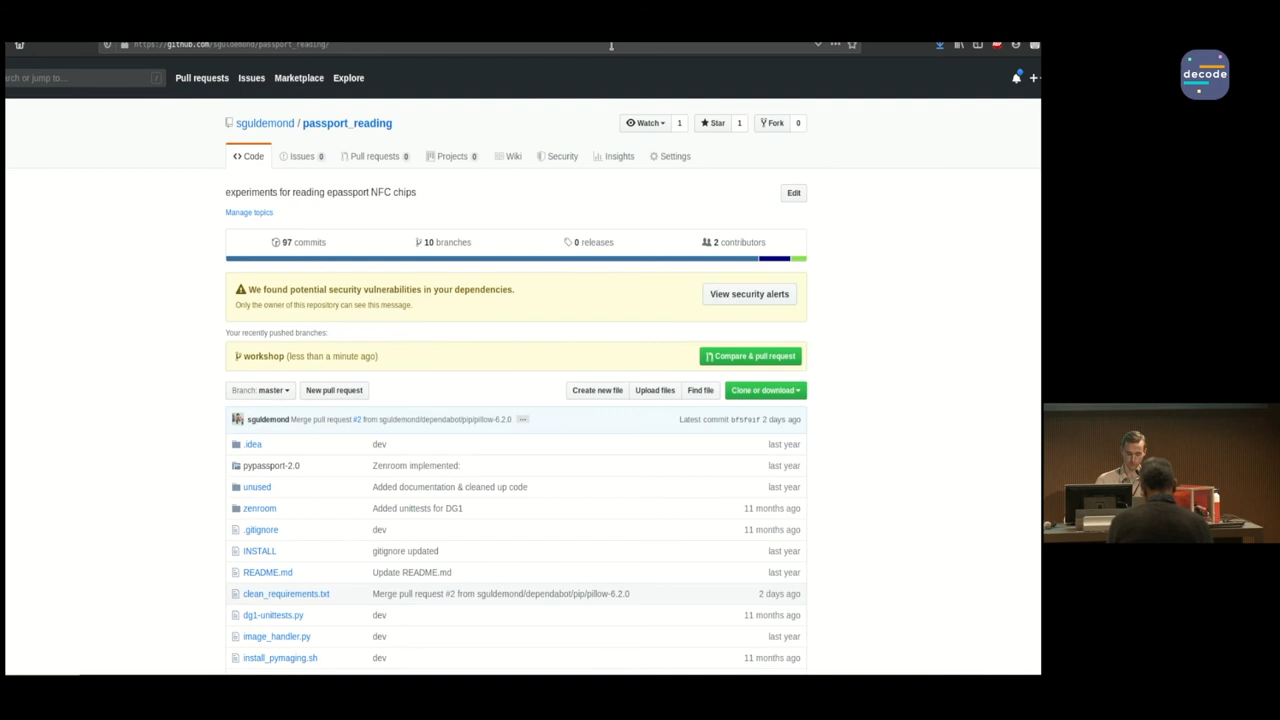 https://github.com/sguldemond/passport_reading/
rch or jump to... /
Pull requests Issues Marketplace Explore
decode
sguldemond / passport_reading
Watch 1 Star 1 Fork 0
Code Issues 0 Pull requests 0 Projects 0 Wiki Security Insights Settings
experiments for reading epassport NFC chips
Edit
Manage topics
97 commits 10 branches 0 releases 2 contributors
We found potential security vulnerabilities in your dependencies.
Only the owner of this repository can see this message.
View security alerts
Your recently pushed branches:
workshop (less than a minute ago)
Compare & pull request
Branch: master New pull request Create new file Upload files Find file Clone or download
sguldemond Merge pull request #2 from sguldemond/dependabot/pip/pillow-6.2.0 ... Latest commit bf5f01f 2 days ago
.idea dev last year
pypassport-2.0 Zenroom implemented: last year
unused Added documentation & cleaned up code last year
zenroom Added unittests for DG1 11 months ago
.gitignore dev 11 months ago
INSTALL gitignore updated last year
README.md Update README.md last year
clean_requirements.txt Merge pull request #2 from sguldemond/dependabot/pip/pillow-6.2.0 2 days ago
dg1-unittests.py dev 11 months ago
image_handler.py dev last year
install_pymaging.sh dev 11 months ago